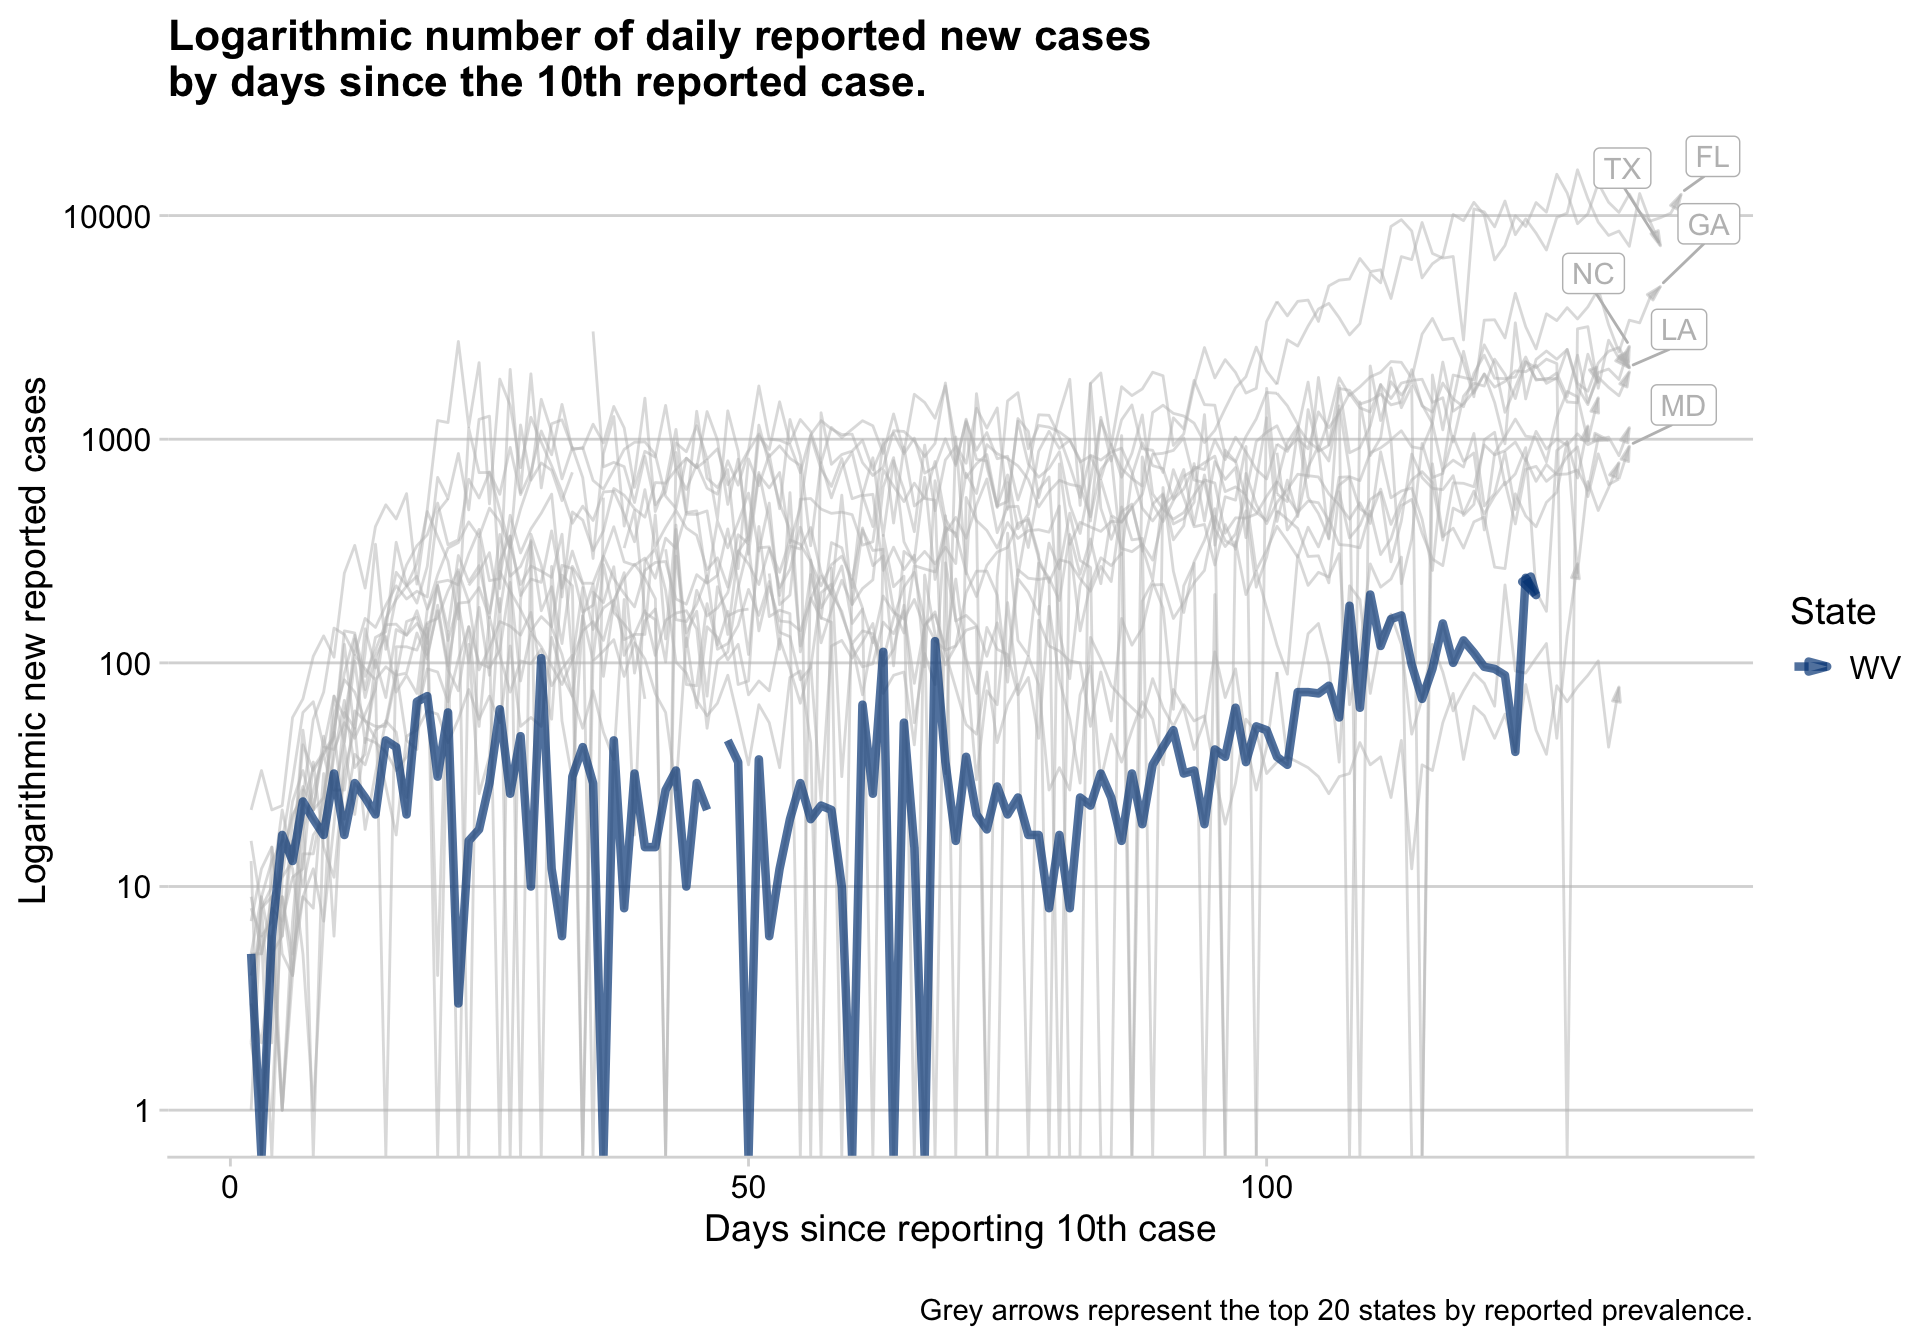 Logarithmic number of daily reported new cases
by days since the 10th reported case.
FL
TX
10000
GA
NC
LA
MD
1000
Logarithmic new reported cases
State
WV
100
10
1
0
50
100
Days since reporting 10th case
Grey arrows represent the top 20 states by reported prevalence.